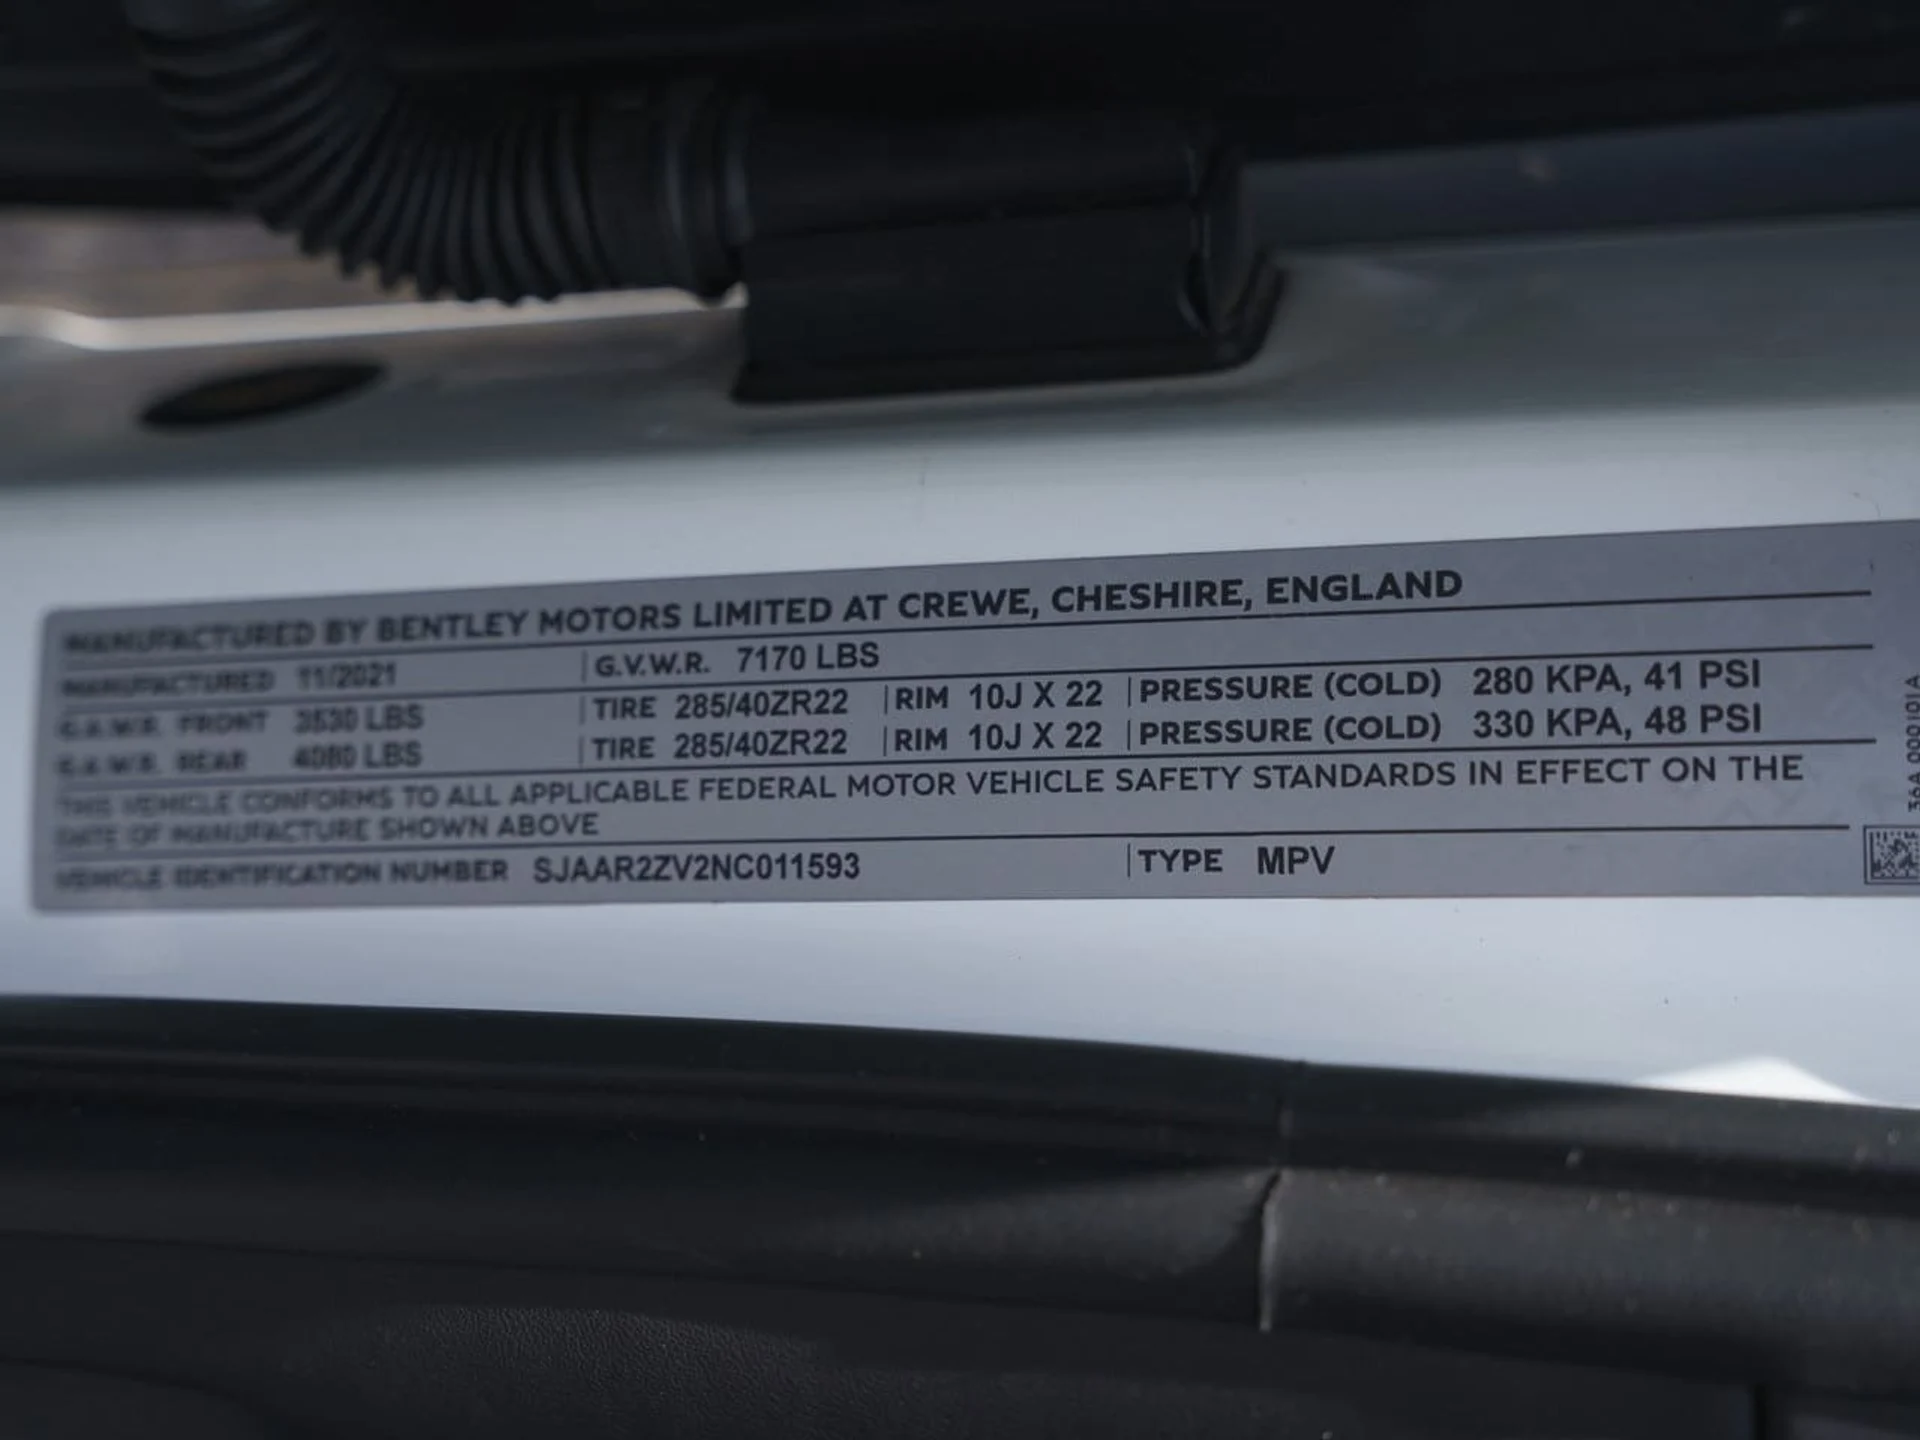 MANUFACTURED BY BENTLEY MOTORS LIMITED AT CREWE, CHESHIRE, ENGLAND
MANUFACTURED 11/2021 G.V.W.R. 7170 LBS
G.A.W.R. FRONT 3530 LBS TIRE 285/40ZR22 RIM 10J X 22 PRESSURE (COLD) 280 KPA, 41 PSI
G.A.W.R. REAR 4080 LBS TIRE 285/40ZR22 RIM 10J X 22 PRESSURE (COLD) 330 KPA, 48 PSI
THIS VEHICLE CONFORMS TO ALL APPLICABLE FEDERAL MOTOR VEHICLE SAFETY STANDARDS IN EFFECT ON THE
DATE OF MANUFACTURE SHOWN ABOVE
VEHICLE IDENTIFICATION NUMBER SJAAR2ZV2NC011593 TYPE MPV
36A 000101A